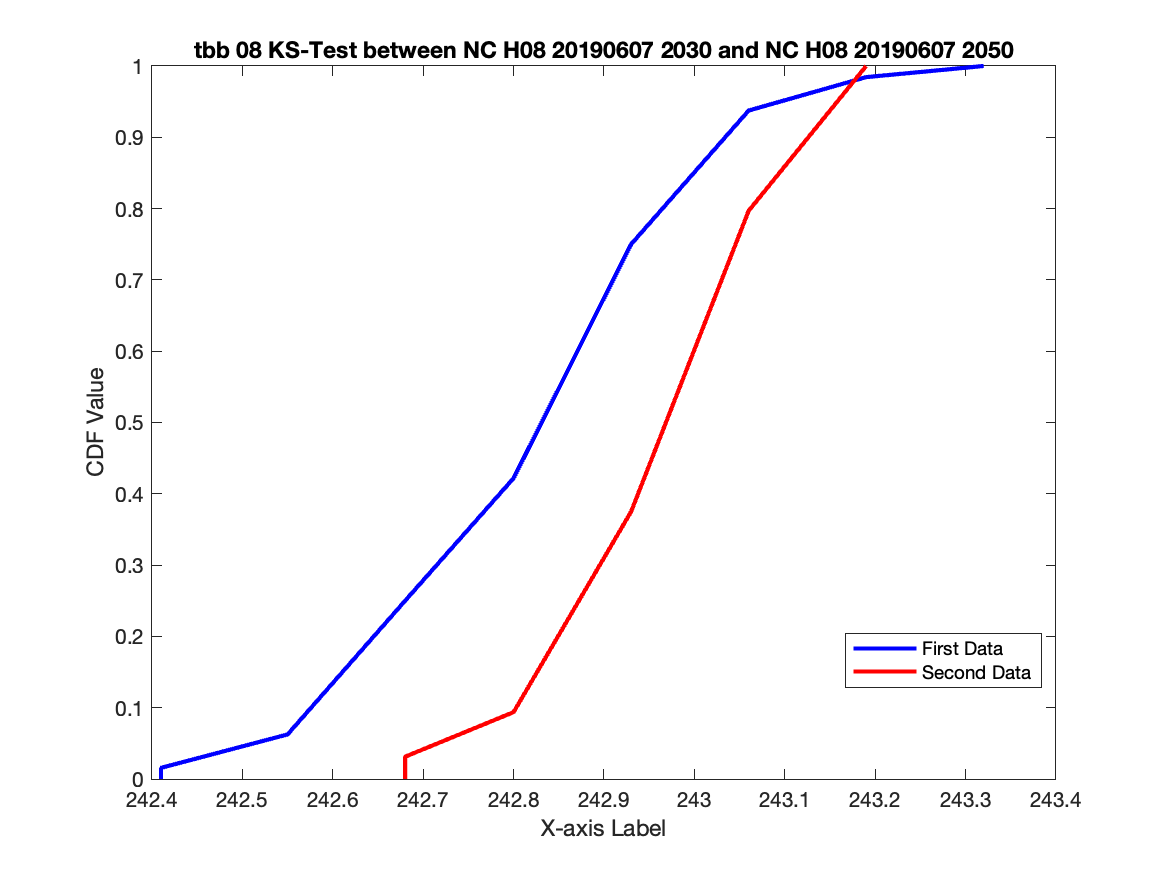 tbb 08 KS-Test between NC H08 20190607 2030 and NC H08 20190607 2050
1
0.9
0.8
0.7
0.6
0.5
0.4
0.3
0.2
0.1
0
CDF Value
First Data
Second Data
242.4 242.5 242.6 242.7 242.8 242.9 243 243.1 243.2 243.3 243.4
X-axis Label